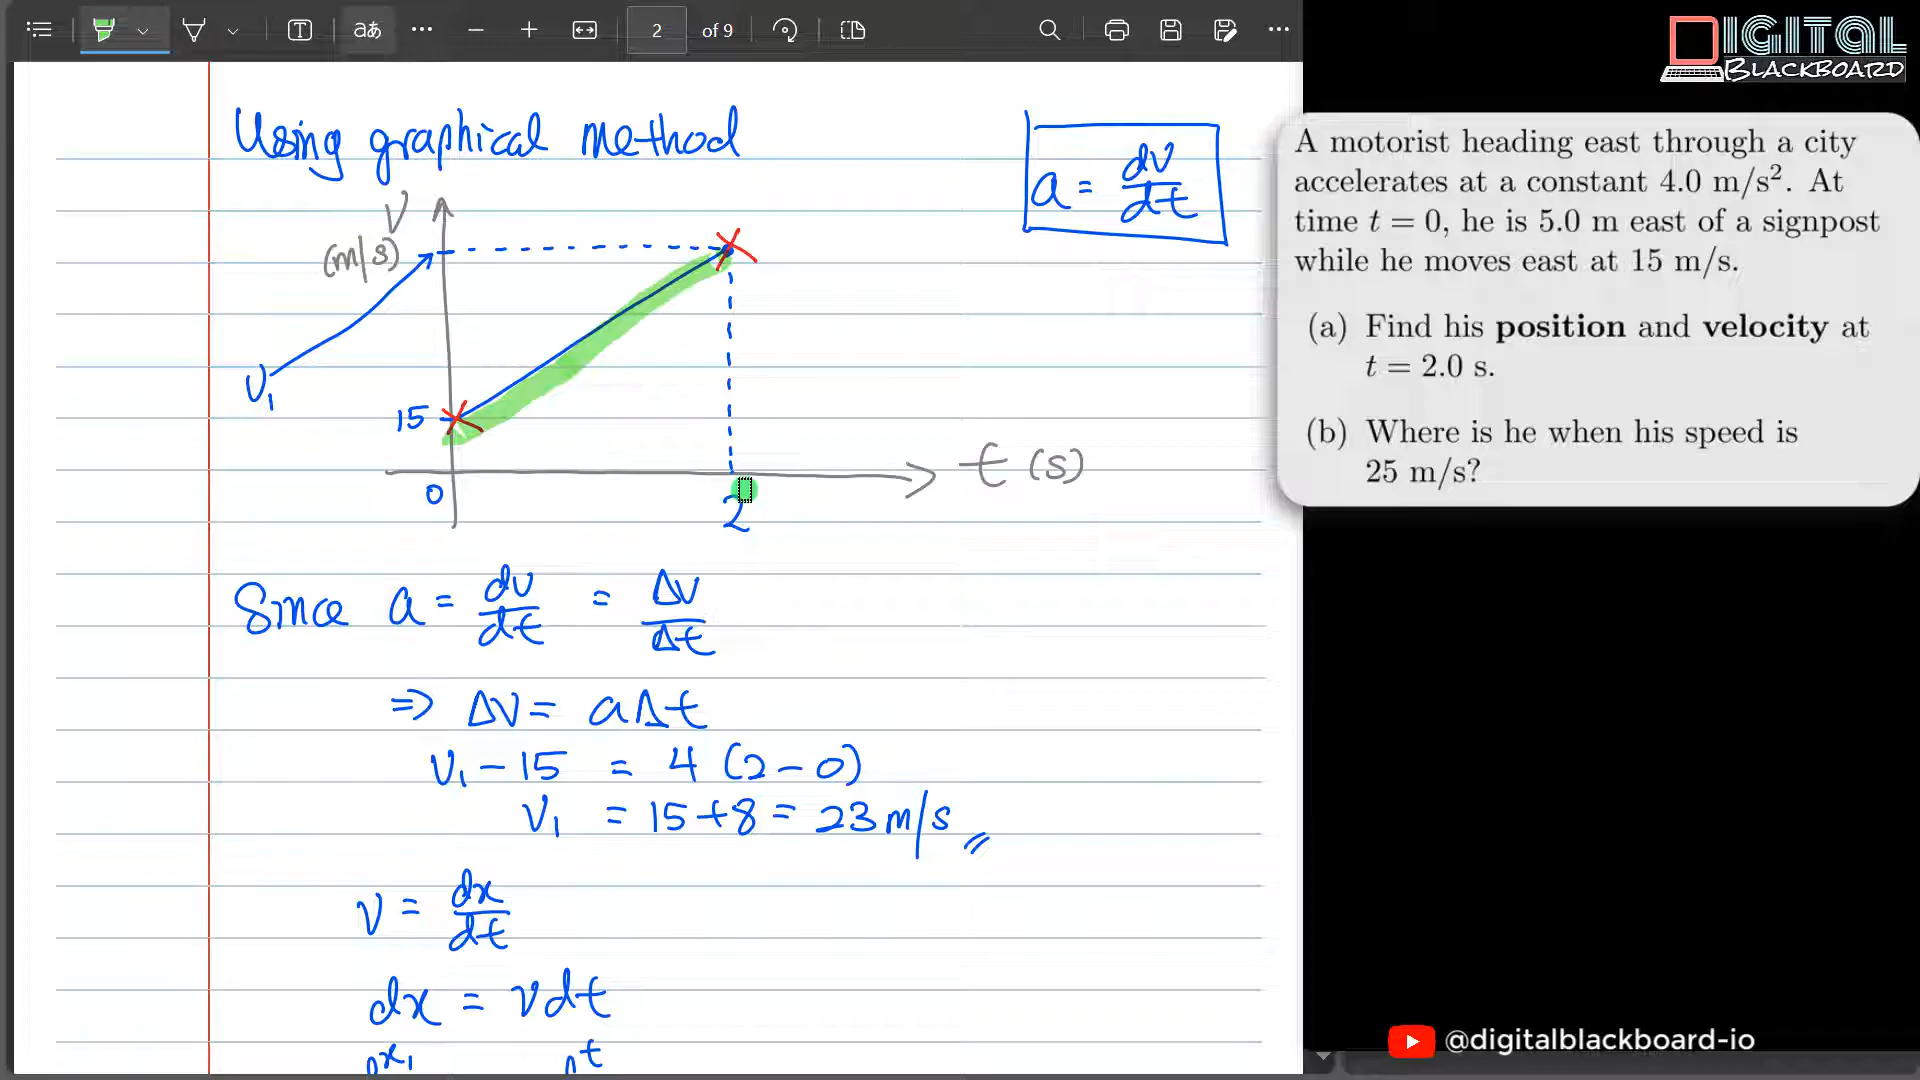 aあ
2 of 9
DIGITAL
BLACKBOARD
Using graphical method
a = dv/dt
V
(m/s)
V₁
15
0
2
t (s)
Since a = dv/dt = Δv/Δt
⇒ Δv = aΔt
V₁ - 15 = 4 (2 - 0)
V₁ = 15 + 8 = 23 m/s
v = dx/dt
dx = vdt
x₁ t
A motorist heading east through a city
accelerates at a constant 4.0 m/s². At
time t = 0, he is 5.0 m east of a signpost
while he moves east at 15 m/s.
(a) Find his position and velocity at
t = 2.0 s.
(b) Where is he when his speed is
25 m/s?
@digitalblackboard-io